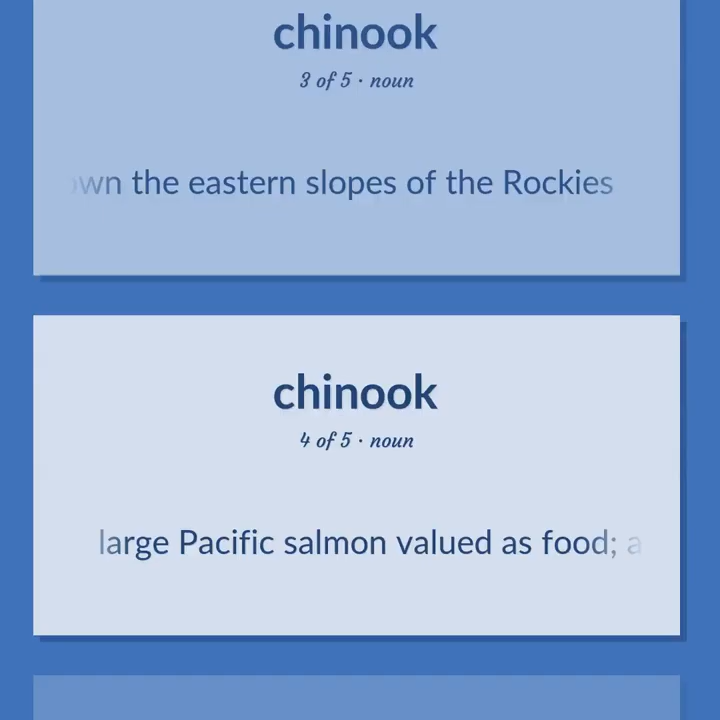 chinook
3 of 5 · noun
the eastern slopes of the Rockies
chinook
4 of 5 · noun
large Pacific salmon valued as food;